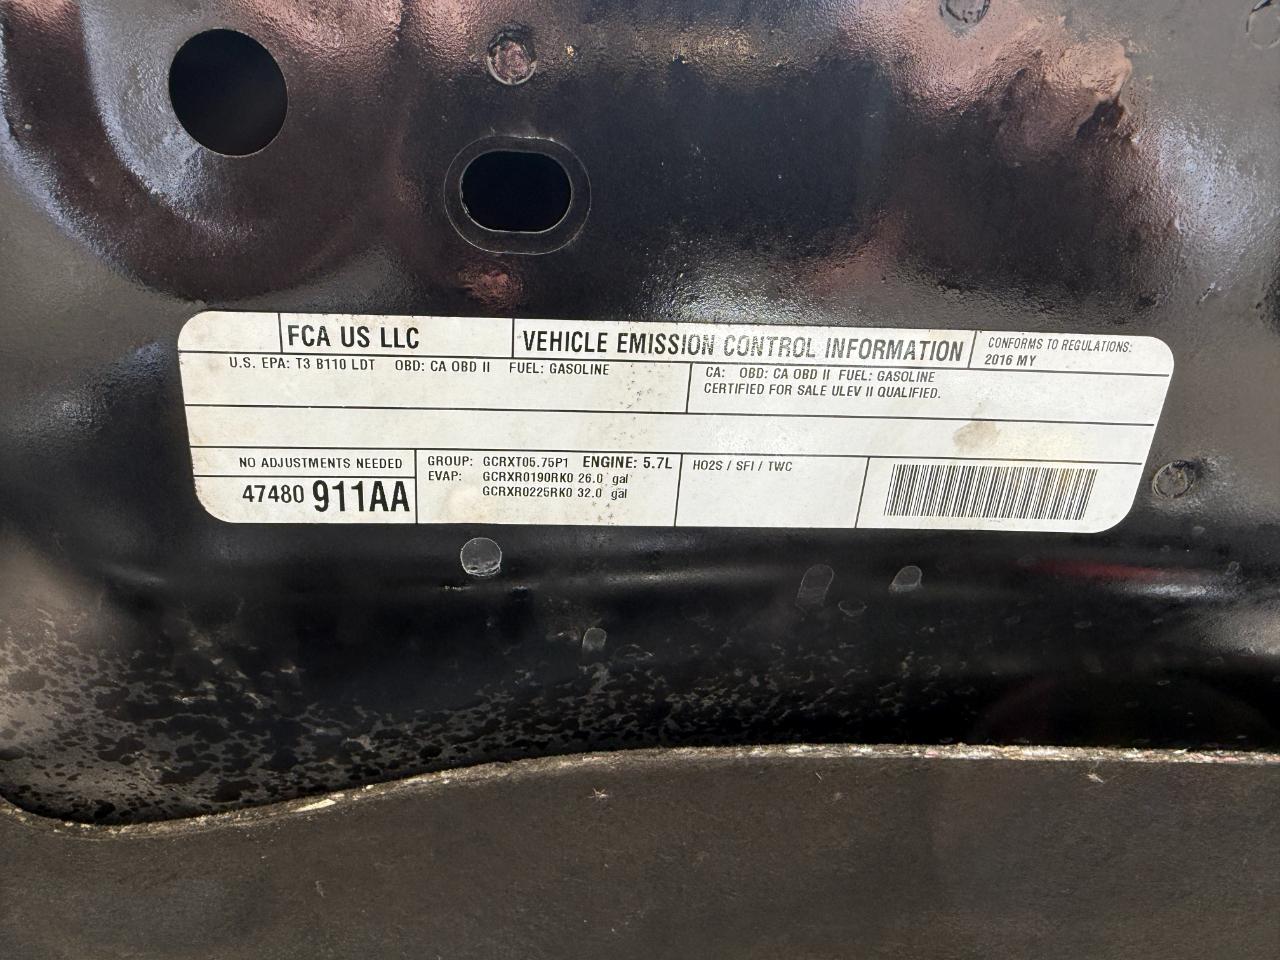 FCA US LLC
VEHICLE EMISSION CONTROL INFORMATION
CONFORMS TO REGULATIONS:
2016 MY
U.S. EPA: T3 B110 LDT OBD: CA OBD II FUEL: GASOLINE
CA: OBD: CA OBD II FUEL: GASOLINE
CERTIFIED FOR SALE ULEV II QUALIFIED.
NO ADJUSTMENTS NEEDED
47480 911AA
GROUP: GCRXT05.75P1 ENGINE: 5.7L
EVAP: GCRXR0190RK0 26.0 gal
GCRXR0225RK0 32.0 gal
HO2S / SFI / TWC